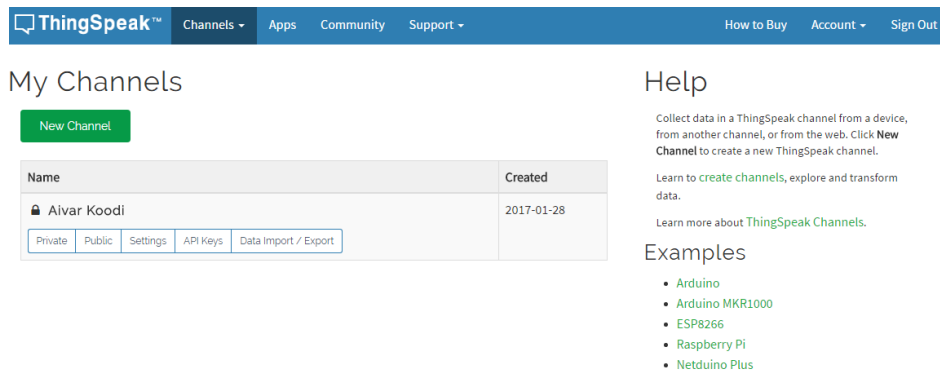 ThingSpeak™ Channels Apps Community Support How to Buy Account Sign Out
My Channels
New Channel
Name Created
Aivar Koodi 2017-01-28
Private Public Settings API Keys Data Import / Export
Help
Collect data in a ThingSpeak channel from a device,
from another channel, or from the web. Click New
Channel to create a new ThingSpeak channel.
Learn to create channels, explore and transform
data.
Learn more about ThingSpeak Channels.
Examples
Arduino
Arduino MKR1000
ESP8266
Raspberry Pi
Netduino Plus